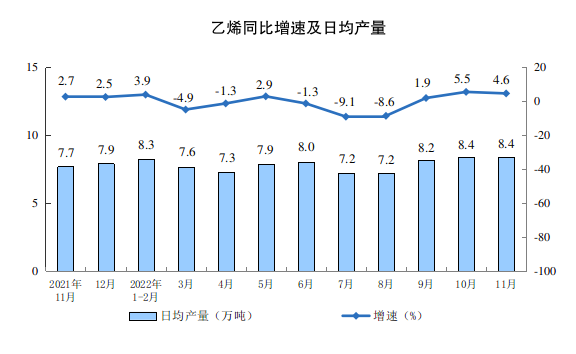 乙烯同比增速及日均产量
15
20
2.7
2.5
3.9
-4.9
-1.3
2.9
-1.3
-9.1
-8.6
1.9
5.5
4.6
0
10
-20
7.7
7.9
8.3
7.6
7.3
7.9
8.0
7.2
7.2
8.2
8.4
8.4
-40
5
-60
-80
0
-100
2021年
11月
12月
2022年
1-2月
3月
4月
5月
6月
7月
8月
9月
10月
11月
日均产量（万吨）
增速（%）